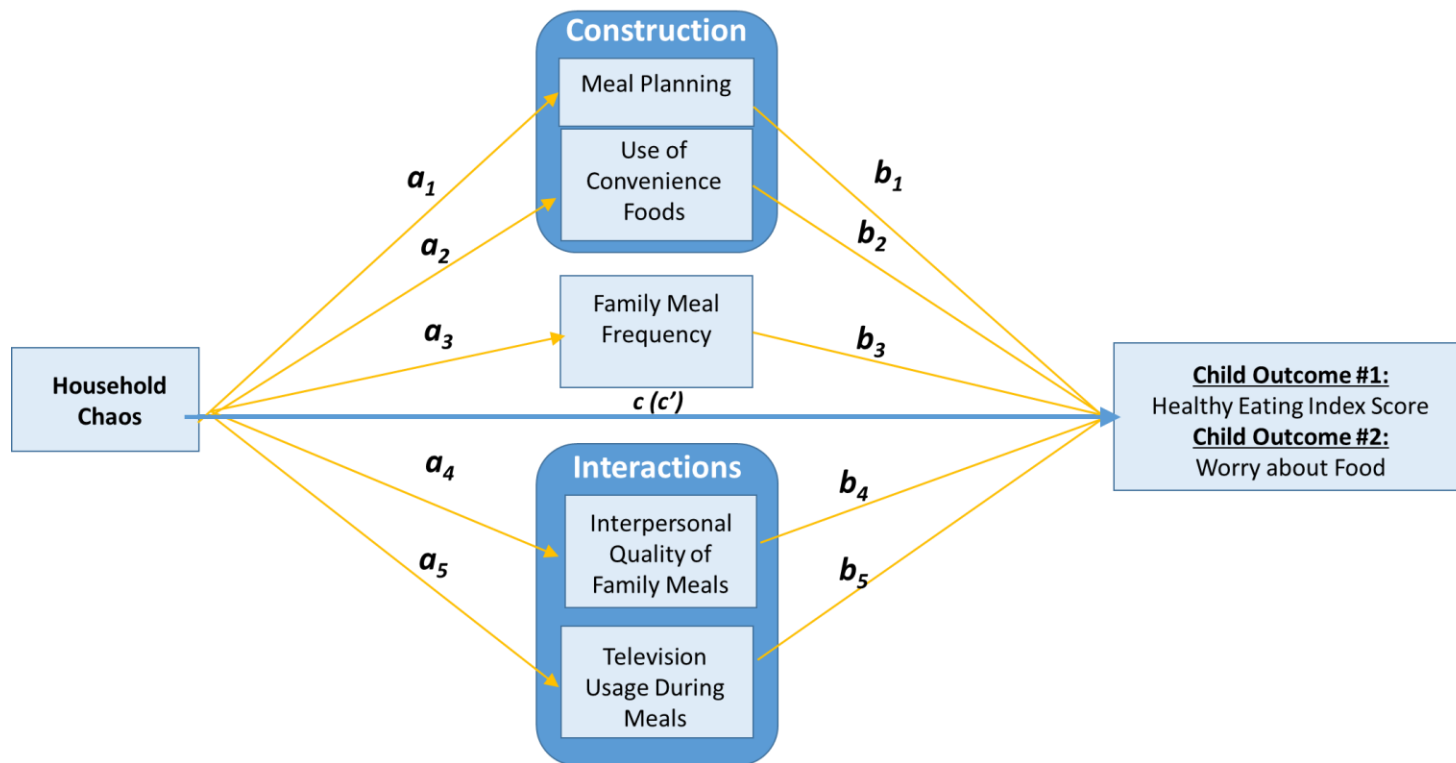 Construction
Meal Planning
Use of
Convenience
Foods
a₁
a₂
b₁
b₂
Family Meal
Frequency
a₃
b₃
Household
Chaos
c (c’)
Child Outcome #1:
Healthy Eating Index Score
Child Outcome #2:
Worry about Food
Interactions
a₄
b₄
Interpersonal
Quality of
Family Meals
a₅
b₅
Television
Usage During
Meals